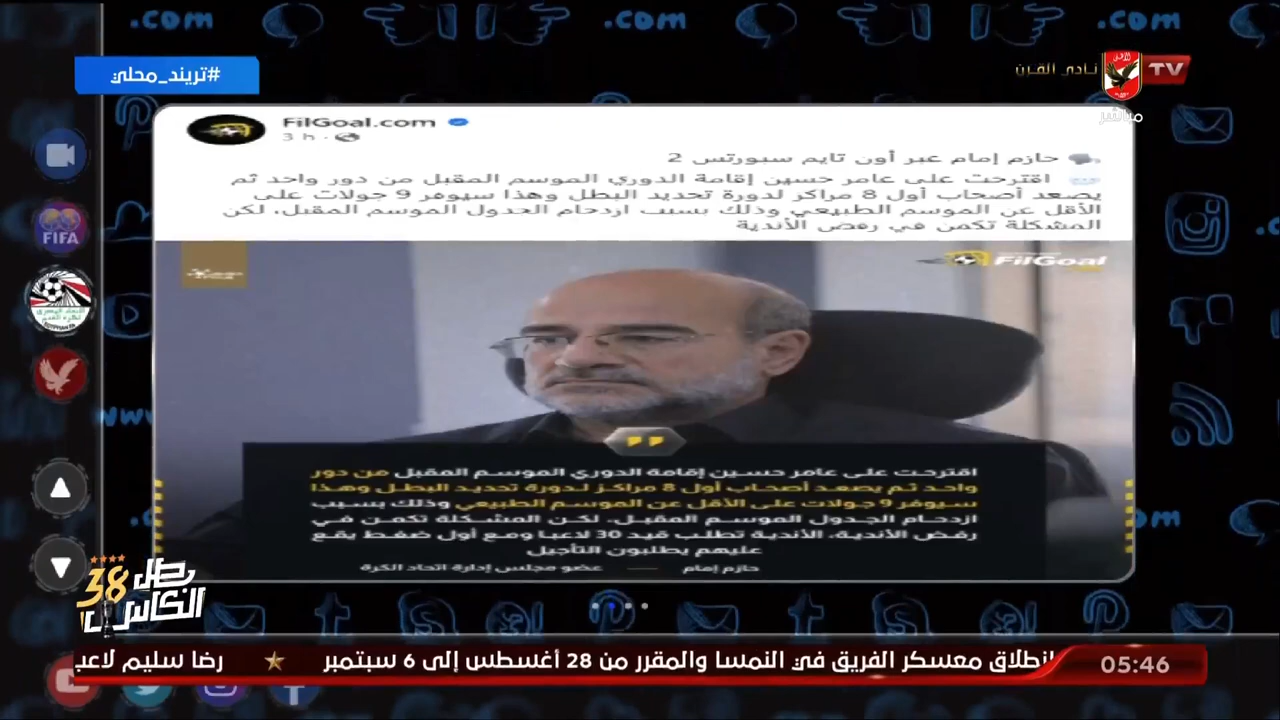 .com
.com
.com
#تريند_محلي
نادي القرن
TV
مباشر
FilGoal.com
3 h
حازم إمام عبر أون تايم سبورتس 2
اقترحت على عامر حسين إقامة الدوري الموسم المقبل من دور واحد ثم
يصعد أصحاب أول 8 مراكز لدورة تحديد البطل وهذا سيوفر 9 جولات على
الأقل عن الموسم الطبيعي وذلك بسبب ازدحام الجدول الموسم المقبل، لكن
المشكلة تكمن في رفض الأندية
FIFA
FilGoal
اقترحت على عامر حسين إقامة الدوري الموسم المقبل من دور
واحد ثم يصعد أصحاب أول 8 مراكز لدورة تحديد البطل وهذا
سيوفر 9 جولات على الأقل عن الموسم الطبيعي وذلك بسبب
ازدحام الجدول الموسم المقبل، لكن المشكلة تكمن في
رفض الأندية، الأندية تطلب قيد 30 لاعبا ومع أول ضغط يقع
عليهم يطلبون التأجيل
حازم إمام — عضو مجلس إدارة اتحاد الكرة
بطل الكاس 38
انطلاق معسكر الفريق في النمسا والمقرر من 28 أغسطس إلى 6 سبتمبر ★ رضا سليم لاعب
05:46